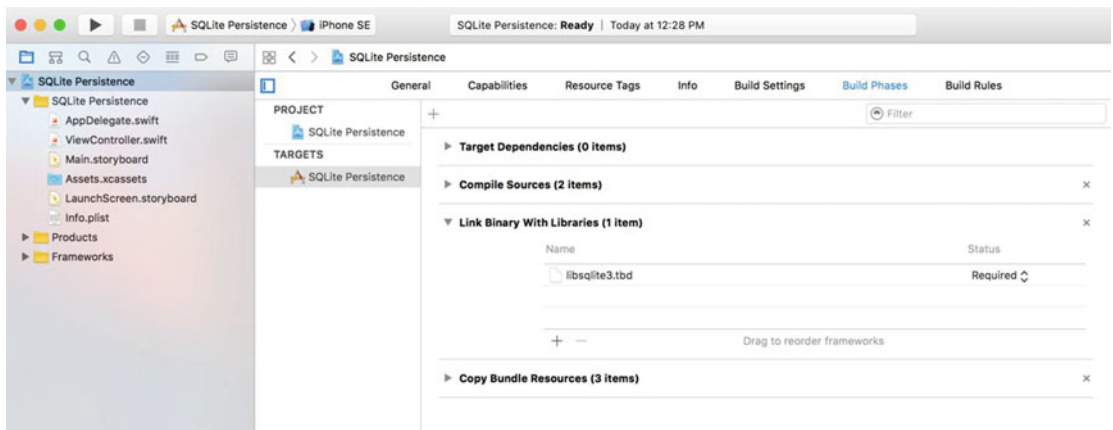 SQLite Persistence iPhone SE
SQLite Persistence: Ready | Today at 12:28 PM
SQLite Persistence
SQLite Persistence
SQLite Persistence
AppDelegate.swift
ViewController.swift
Main.storyboard
Assets.xcassets
LaunchScreen.storyboard
Info.plist
Products
Frameworks
General Capabilities Resource Tags Info Build Settings Build Phases Build Rules
PROJECT
SQLite Persistence
TARGETS
SQLite Persistence
Filter
Target Dependencies (0 items)
Compile Sources (2 items)
Link Binary With Libraries (1 item)
Name Status
libsqlite3.tbd Required
Drag to reorder frameworks
Copy Bundle Resources (3 items)